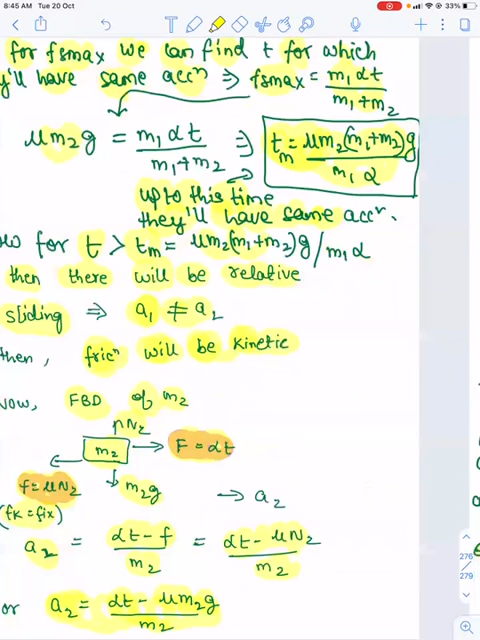 8:45 AM Tue 20 Oct
33%
for fsmax we can find t for which
y'll have same accⁿ ⇒ fsmax = m₁αt / m₁+m₂
μm₂g = m₁αt / m₁+m₂ ⇒ tₘ = μm₂(m₁+m₂)g / m₁α
upto this time
they'll have same accⁿ.
ow for t > tₘ = μm₂(m₁+m₂)g/m₁α
then there will be relative
sliding ⇒ a₁ ≠ a₂
then, fricⁿ will be kinetic
now, FBD of m₂
N₂
m₂ → F = αt
f = μN₂
m₂g → a₂
(fk = fix)
a₂ = αt - f / m₂ = αt - μN₂ / m₂
or a₂ = αt - μm₂g / m₂
276
279